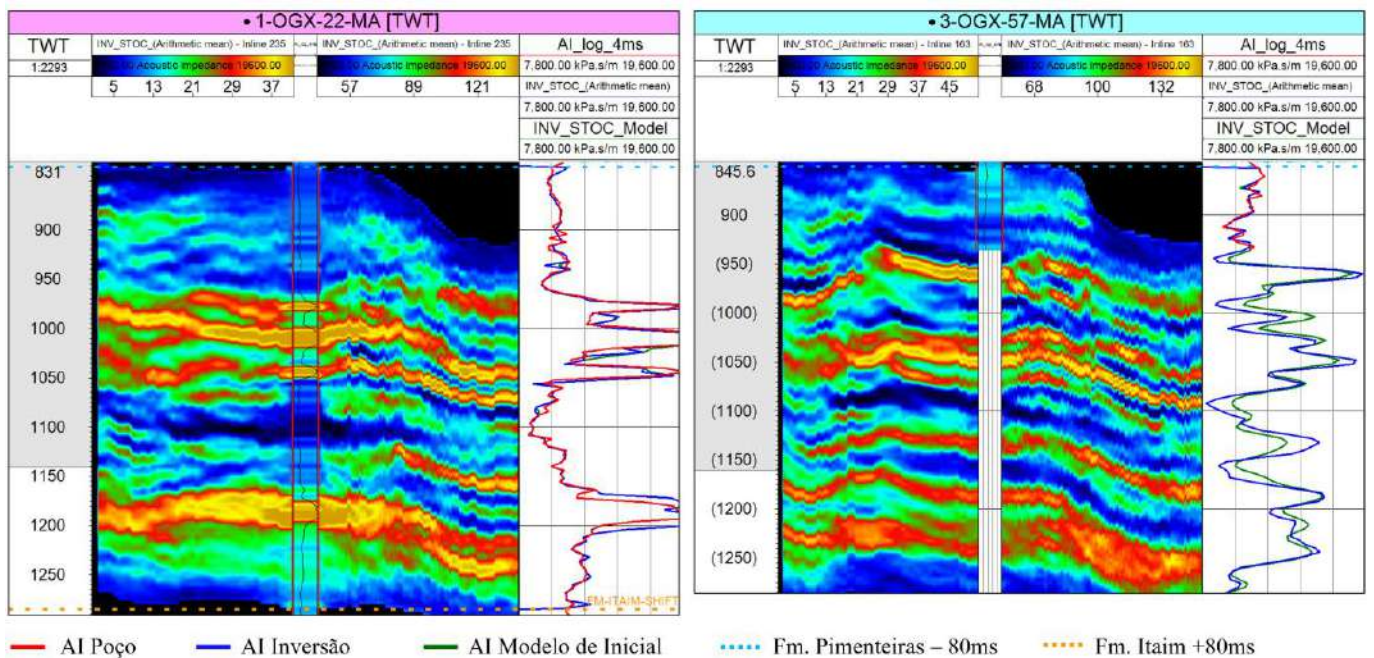 • 1-OGX-22-MA [TWT]
TWT INV_STOC_(Arithmetic mean) - Inline 235 INV_STOC_(Arithmetic mean) - Inline 235 AI_log_4ms
1:2293 Acoustic Impedance 19600.00 Acoustic Impedance 19600.00 7,800.00 kPa.s/m 19,600.00
5 13 21 29 37 57 89 121 INV_STOC_(Arithmetic mean)
7,800.00 kPa.s/m 19,600.00
INV_STOC_Model
7,800.00 kPa.s/m 19,600.00
831
900
950
1000
1050
1100
1150
1200
1250
FM-ITAIM-SHIFT
• 3-OGX-57-MA [TWT]
TWT INV_STOC_(Arithmetic mean) - Inline 163 INV_STOC_(Arithmetic mean) - Inline 163 AI_log_4ms
1:2293 Acoustic Impedance 19600.00 Acoustic Impedance 19600.00 7,800.00 kPa.s/m 19,600.00
5 13 21 29 37 45 68 100 132 INV_STOC_(Arithmetic mean)
7,800.00 kPa.s/m 19,600.00
INV_STOC_Model
7,800.00 kPa.s/m 19,600.00
845.6
900
(950)
(1000)
(1050)
(1100)
(1150)
(1200)
(1250)
AI Poço AI Inversão AI Modelo de Inicial Fm. Pimenteiras – 80ms Fm. Itaim +80ms